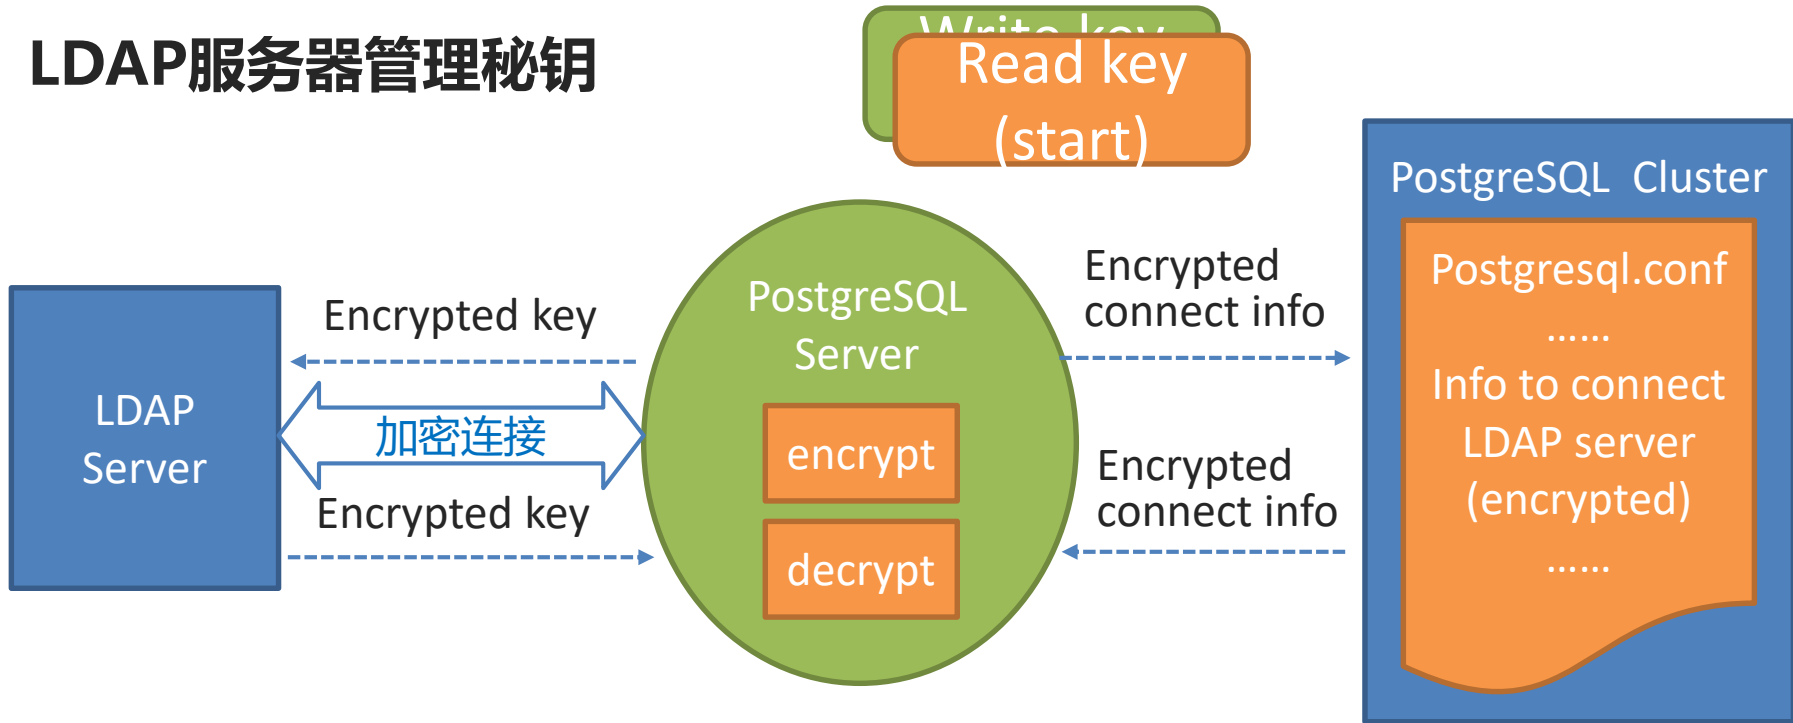 LDAP服务器管理秘钥
Write key
Read key
(start)
PostgreSQL Cluster
Postgresql.conf
……
Info to connect
LDAP server
(encrypted)
……
Encrypted
connect info
Encrypted
connect info
PostgreSQL
Server
encrypt
decrypt
Encrypted key
加密连接
Encrypted key
LDAP
Server